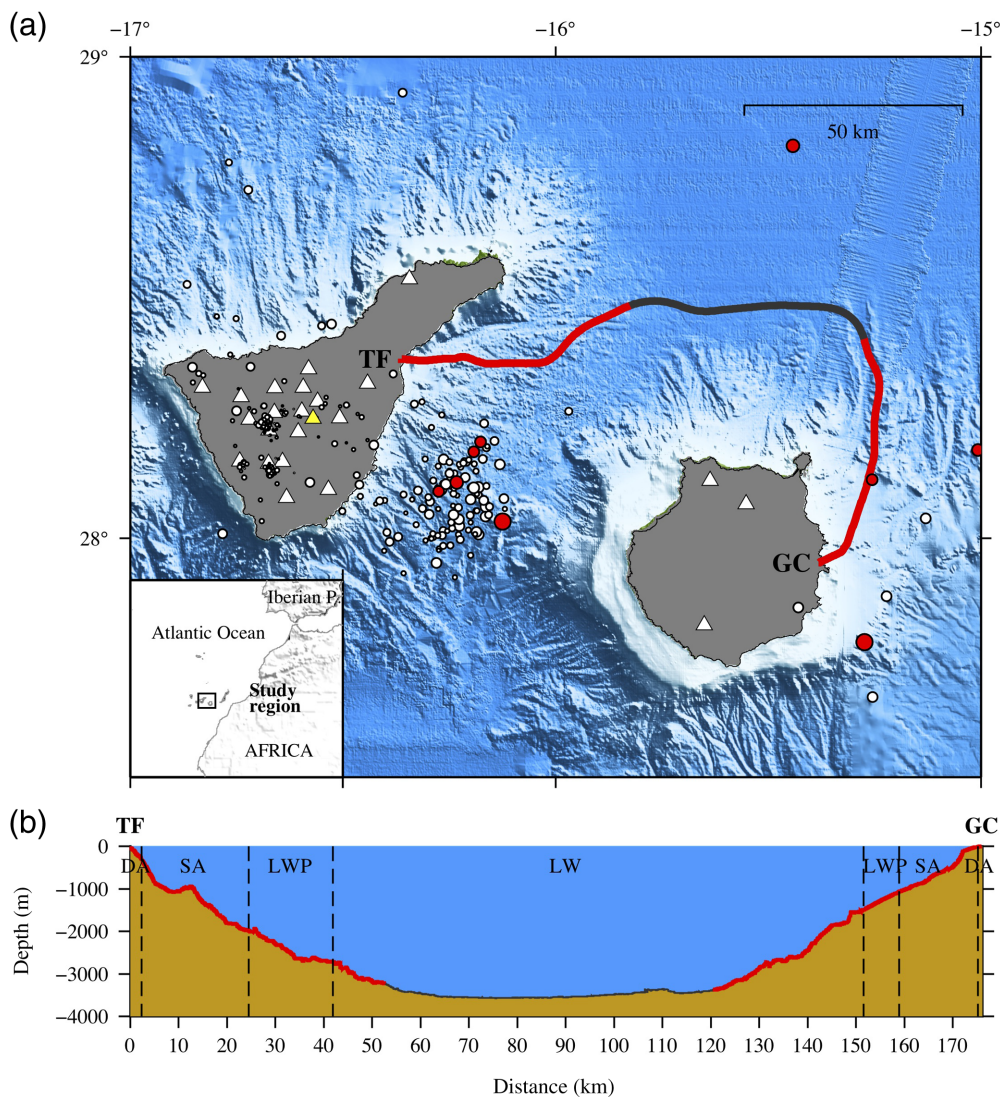 (a)
−17°
−16°
−15°
29°
50 km
TF
28°
GC
Iberian P.
Atlantic Ocean
Study
region
AFRICA
(b)
TF
GC
0
DA
SA
LWP
LW
LWP
SA
DA
−1000
−2000
−3000
−4000
Depth (m)
0 10 20 30 40 50 60 70 80 90 100 110 120 130 140 150 160 170
Distance (km)